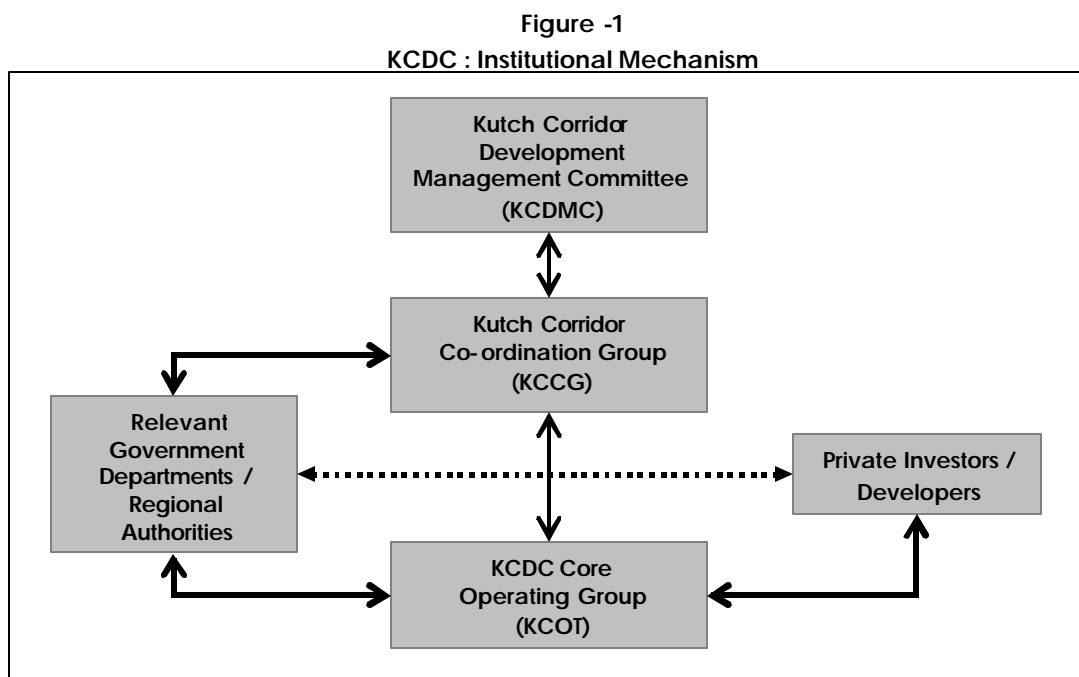 Figure -1
KCDC : Institutional Mechanism
Kutch Corridor
Development
Management Committee
(KCDMC)
Kutch Corridor
Co-ordination Group
(KCCG)
Relevant
Government
Departments /
Regional
Authorities
Private Investors /
Developers
KCDC Core
Operating Group
(KCOT)